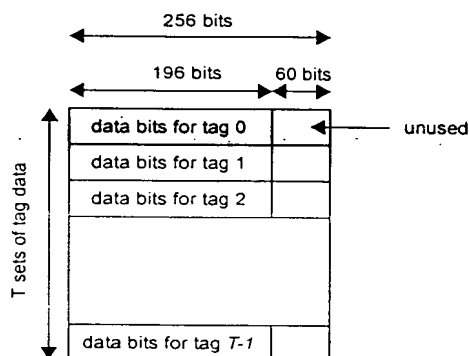 256 bits
196 bits 60 bits
data bits for tag 0 unused
data bits for tag 1
data bits for tag 2
T sets of tag data
data bits for tag T-1